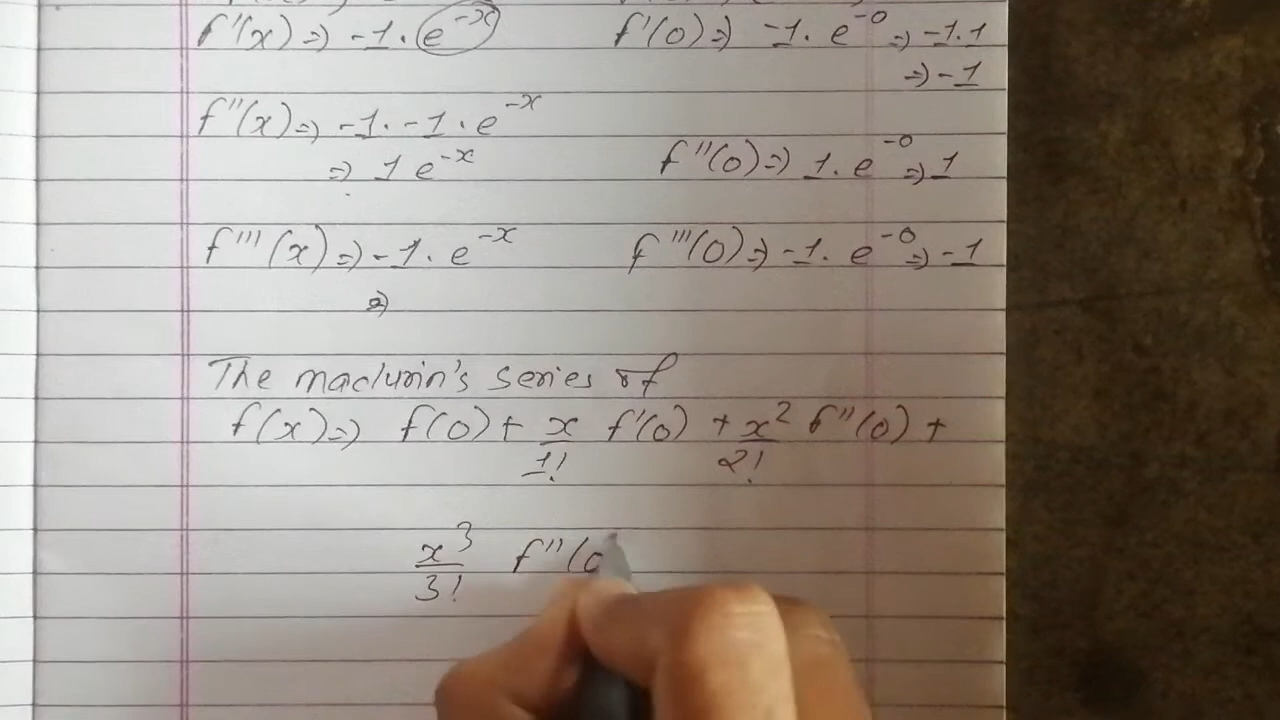 f'(x) => -1 . e^-x f'(0) => -1 . e^-0 => -1.1
=> -1
f''(x) => -1 . -1 . e^-x
=> 1 e^-x f''(0) => 1 . e^-0 => 1
f'''(x) => -1 . e^-x f'''(0) => -1 . e^-0 => -1
=>
The maclurin's series of
f(x) => f(0) + x/1! f'(0) + x^2/2! f''(0) +
x^3/3! f''(0